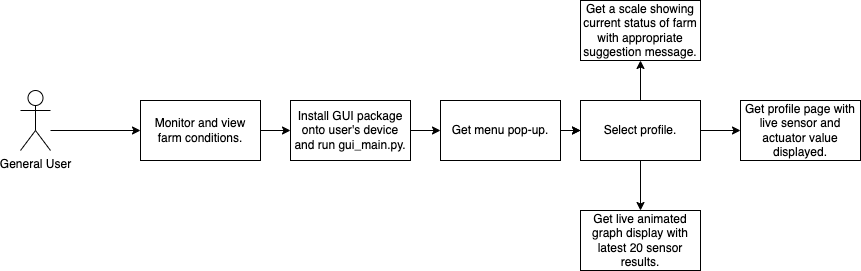 Get a scale showing
current status of farm
with appropriate
suggestion message.
General User
Monitor and view
farm conditions.
Install GUI package
onto user's device
and run gui_main.py.
Get menu pop-up.
Select profile.
Get profile page with
live sensor and
actuator value
displayed.
Get live animated
graph display with
latest 20 sensor
results.